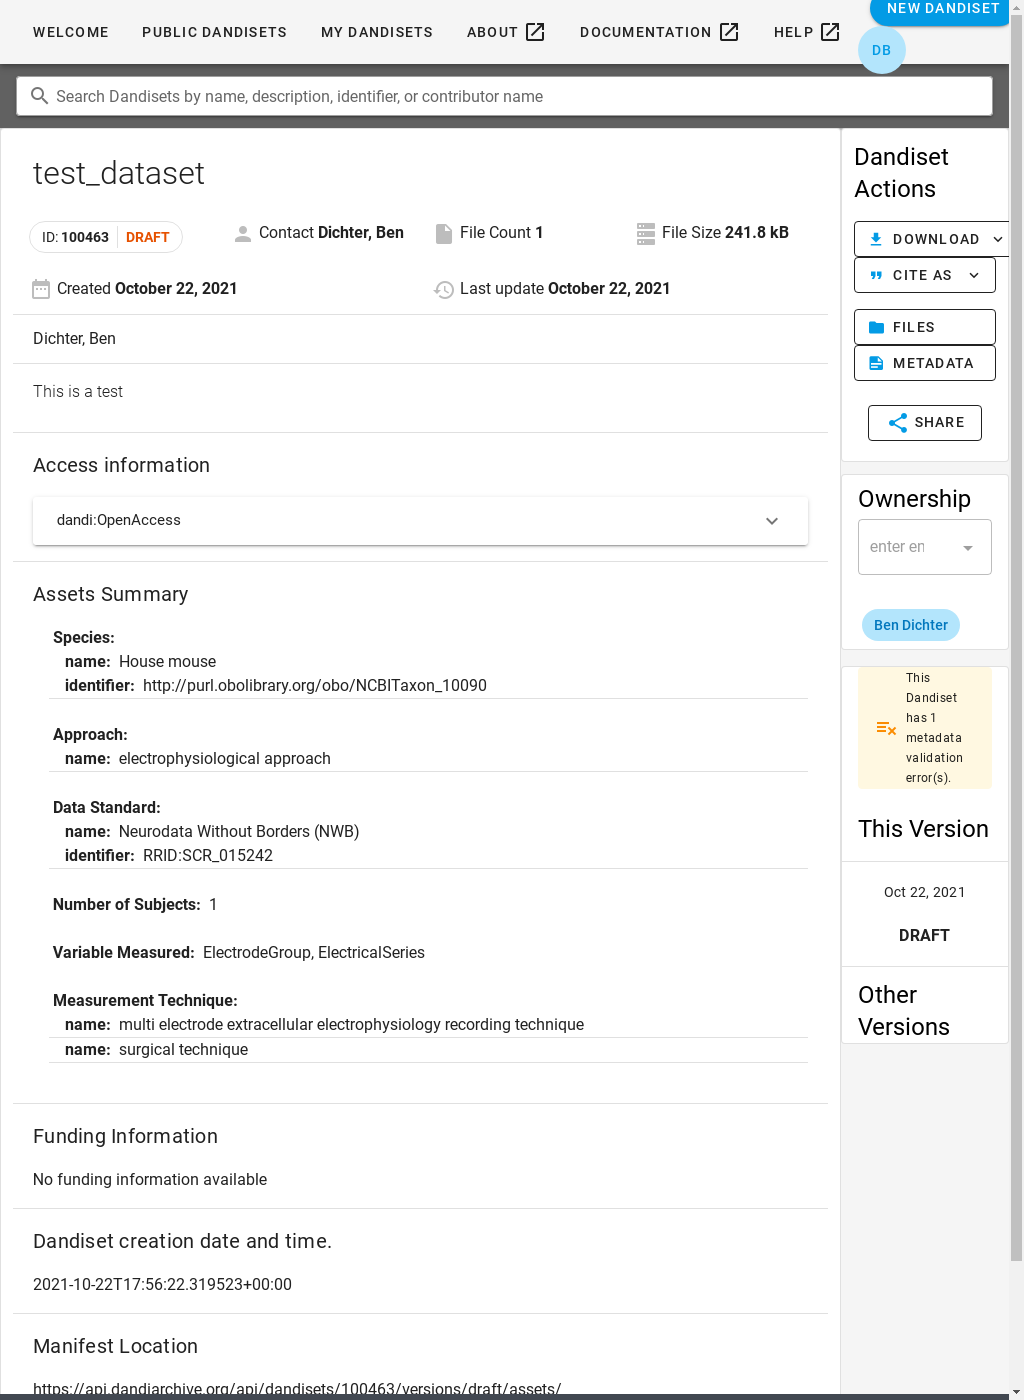 WELCOME PUBLIC DANDISETS MY DANDISETS ABOUT DOCUMENTATION HELP NEW DANDISET
DB
Search Dandisets by name, description, identifier, or contributor name
test_dataset
ID: 100463 DRAFT Contact Dichter, Ben File Count 1 File Size 241.8 kB
Created October 22, 2021 Last update October 22, 2021
Dichter, Ben
This is a test
Access information
dandi:OpenAccess
Assets Summary
Species:
name: House mouse
identifier: http://purl.obolibrary.org/obo/NCBITaxon_10090
Approach:
name: electrophysiological approach
Data Standard:
name: Neurodata Without Borders (NWB)
identifier: RRID:SCR_015242
Number of Subjects: 1
Variable Measured: ElectrodeGroup, ElectricalSeries
Measurement Technique:
name: multi electrode extracellular electrophysiology recording technique
name: surgical technique
Funding Information
No funding information available
Dandiset creation date and time.
2021-10-22T17:56:22.319523+00:00
Manifest Location
https://api.dandiarchive.org/api/dandisets/100463/versions/draft/assets/
Dandiset
Actions
DOWNLOAD
CITE AS
FILES
METADATA
SHARE
Ownership
enter en
Ben Dichter
This
Dandiset
has 1
metadata
validation
error(s).
This Version
Oct 22, 2021
DRAFT
Other
Versions